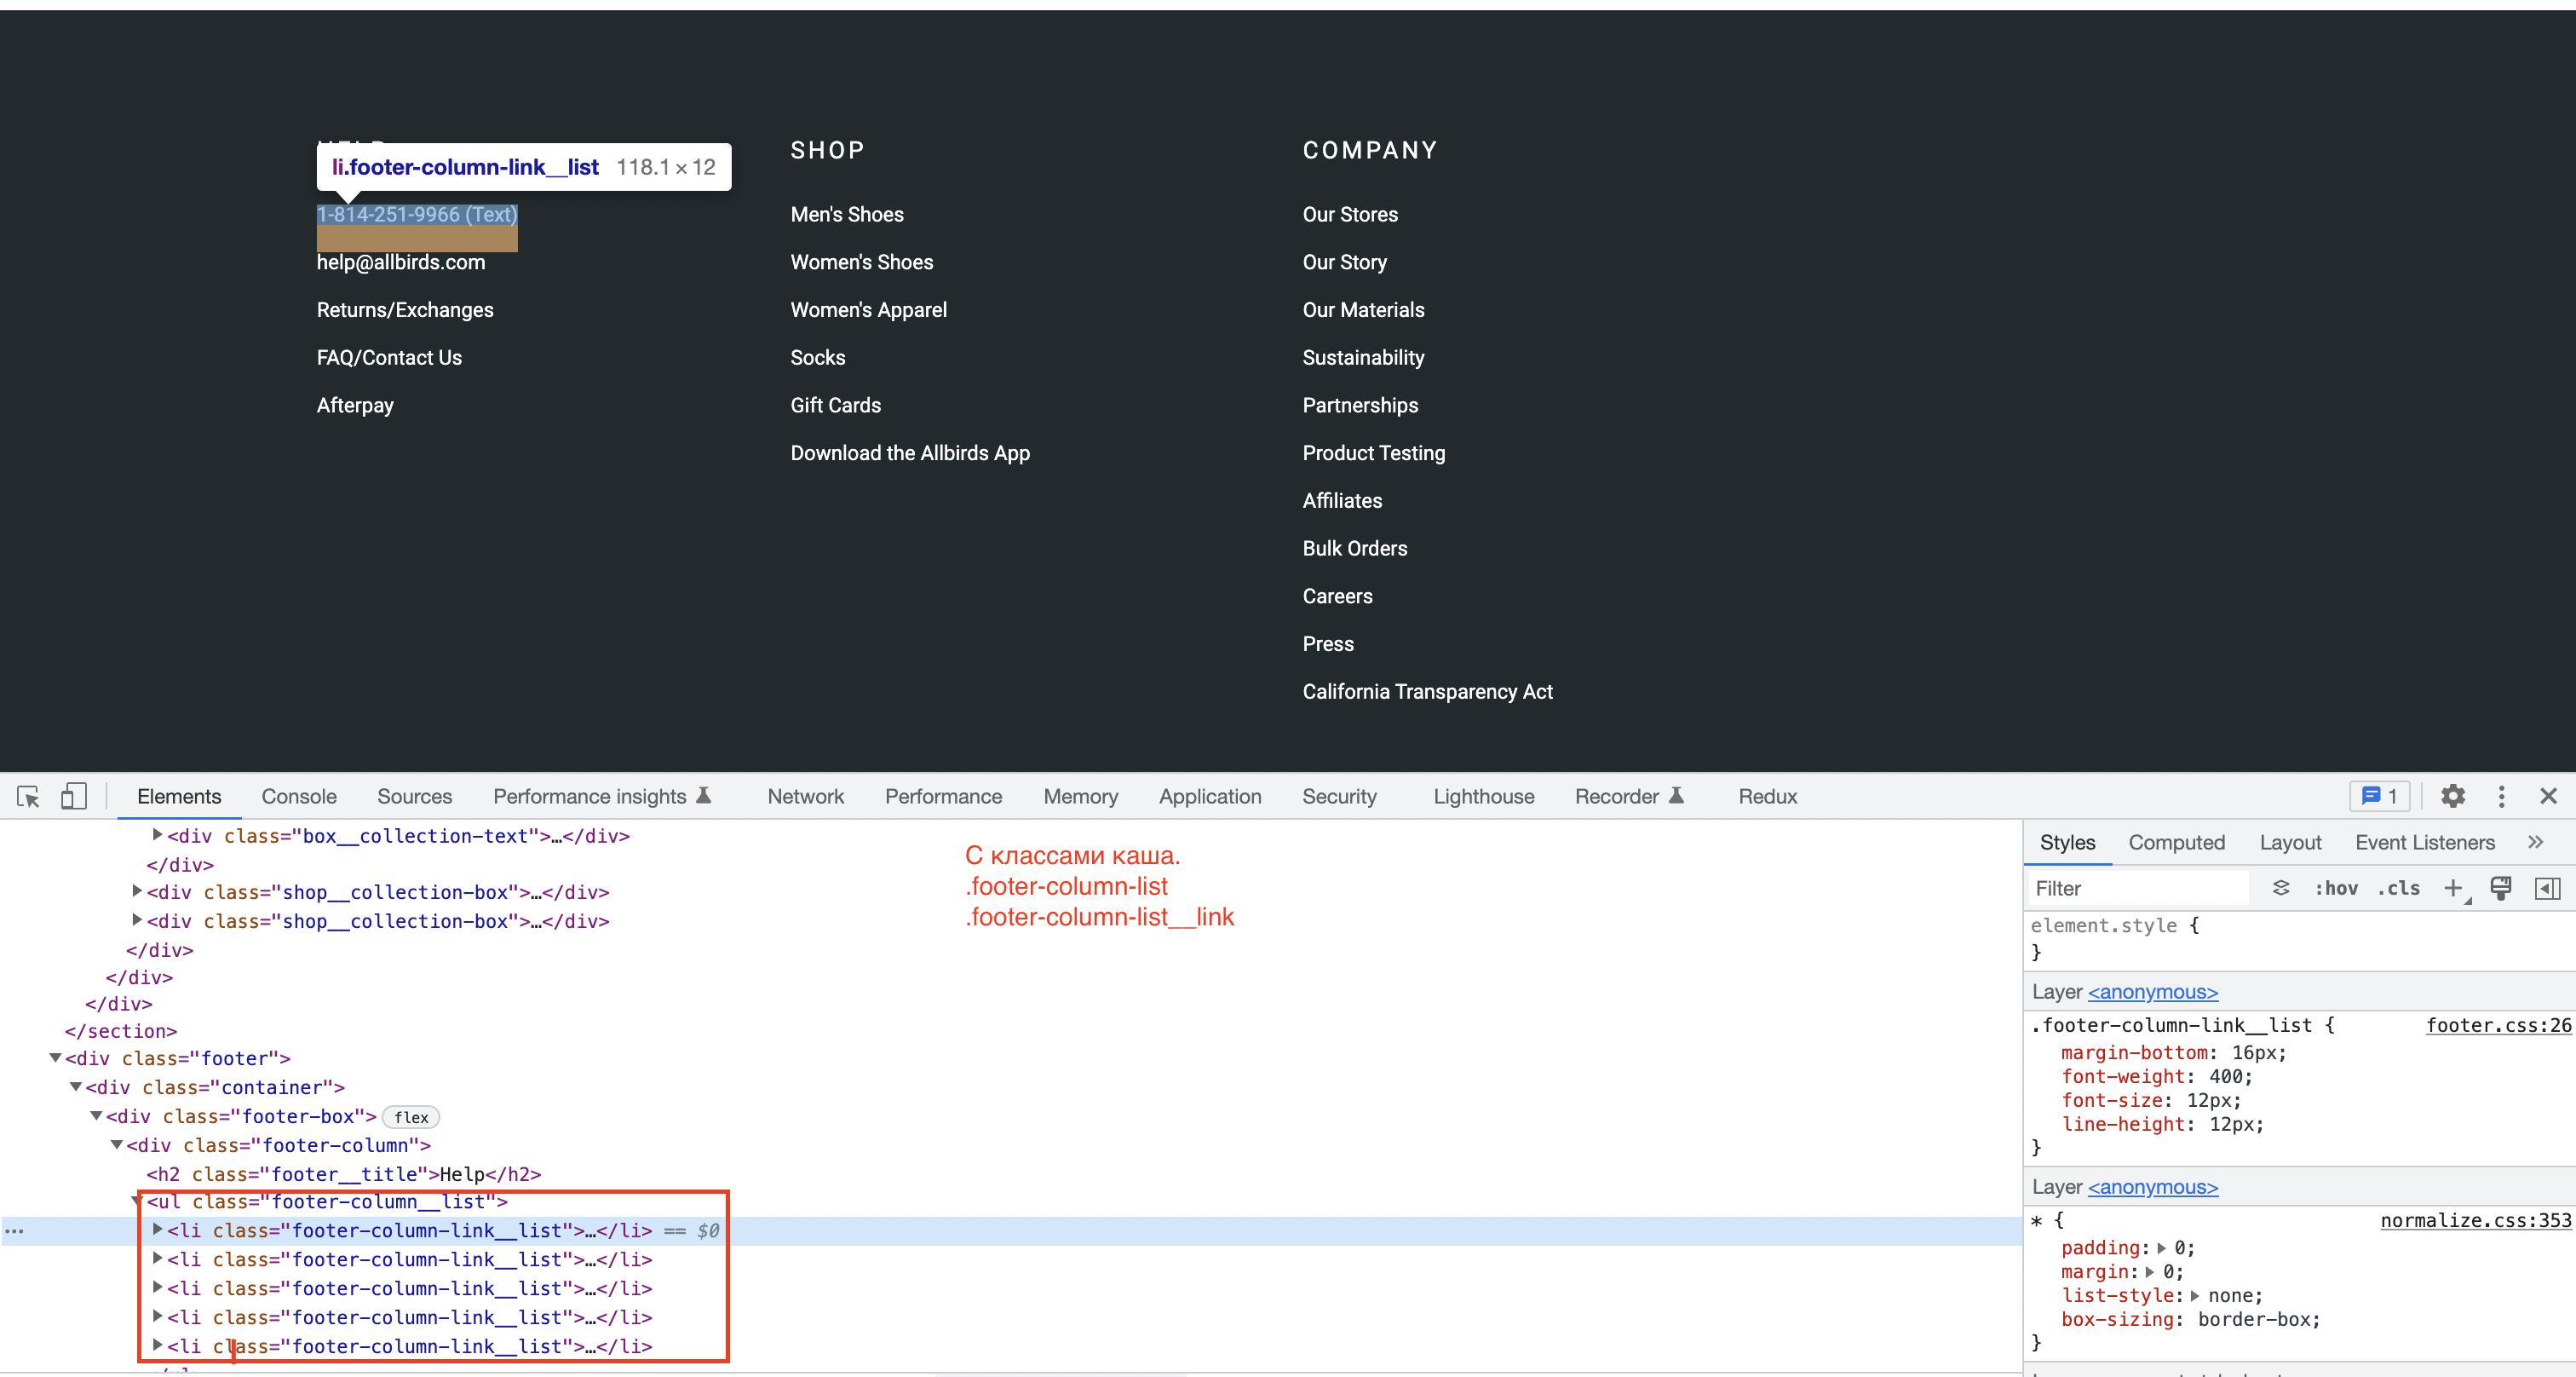 HELP
li.footer-column-link__list 118.1 × 12
1-814-251-9966 (Text)
help@allbirds.com
Returns/Exchanges
FAQ/Contact Us
Afterpay
SHOP
Men's Shoes
Women's Shoes
Women's Apparel
Socks
Gift Cards
Download the Allbirds App
COMPANY
Our Stores
Our Story
Our Materials
Sustainability
Partnerships
Product Testing
Affiliates
Bulk Orders
Careers
Press
California Transparency Act
Elements Console Sources Performance insights Network Performance Memory Application Security Lighthouse Recorder Redux 1
<div class="box__collection-text">…</div>
</div>
<div class="shop__collection-box">…</div>
<div class="shop__collection-box">…</div>
</div>
</div>
</div>
</section>
<div class="footer">
<div class="container">
<div class="footer-box"> flex
<div class="footer-column">
<h2 class="footer__title">Help</h2>
<ul class="footer-column__list">
<li class="footer-column-link__list">…</li> == $0
<li class="footer-column-link__list">…</li>
<li class="footer-column-link__list">…</li>
<li class="footer-column-link__list">…</li>
<li class="footer-column-link__list">…</li>
С классами каша.
.footer-column-list
.footer-column-list__link
Styles Computed Layout Event Listeners
Filter :hov .cls
element.style {
}
Layer <anonymous>
.footer-column-link__list { footer.css:26
margin-bottom: 16px;
font-weight: 400;
font-size: 12px;
line-height: 12px;
}
Layer <anonymous>
* { normalize.css:353
padding: 0;
margin: 0;
list-style: none;
box-sizing: border-box;
}